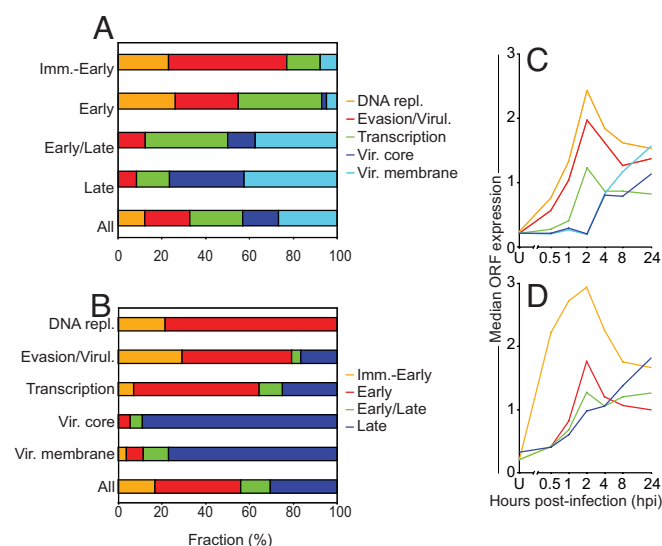 A
Imm.-Early
Early
Early/Late
Late
All
0 20 40 60 80 100
DNA repl.
Evasion/Virul.
Transcription
Vir. core
Vir. membrane
B
DNA repl.
Evasion/Virul.
Transcription
Vir. core
Vir. membrane
All
0 20 40 60 80 100
Fraction (%)
Imm.-Early
Early
Early/Late
Late
Median ORF expression
C
3
2
1
0
U 0.5 1 2 4 8 24
D
3
2
1
0
U 0.5 1 2 4 8 24
Hours post-infection (hpi)